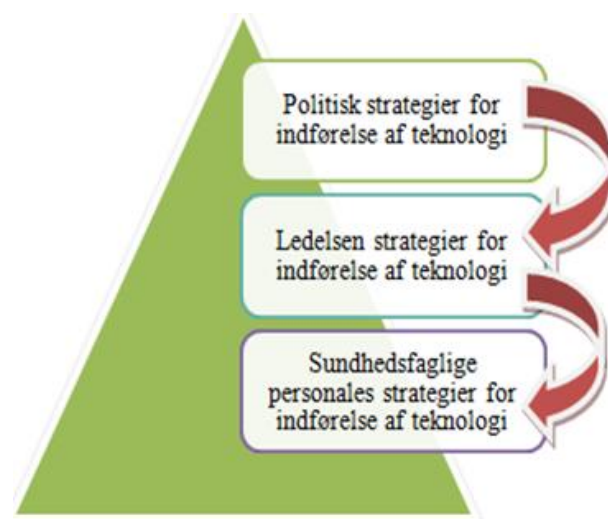 Politisk strategier for
indførelse af teknologi
Ledelsen strategier for
indførelse af teknologi
Sundhedsfaglige
personales strategier for
indførelse af teknologi